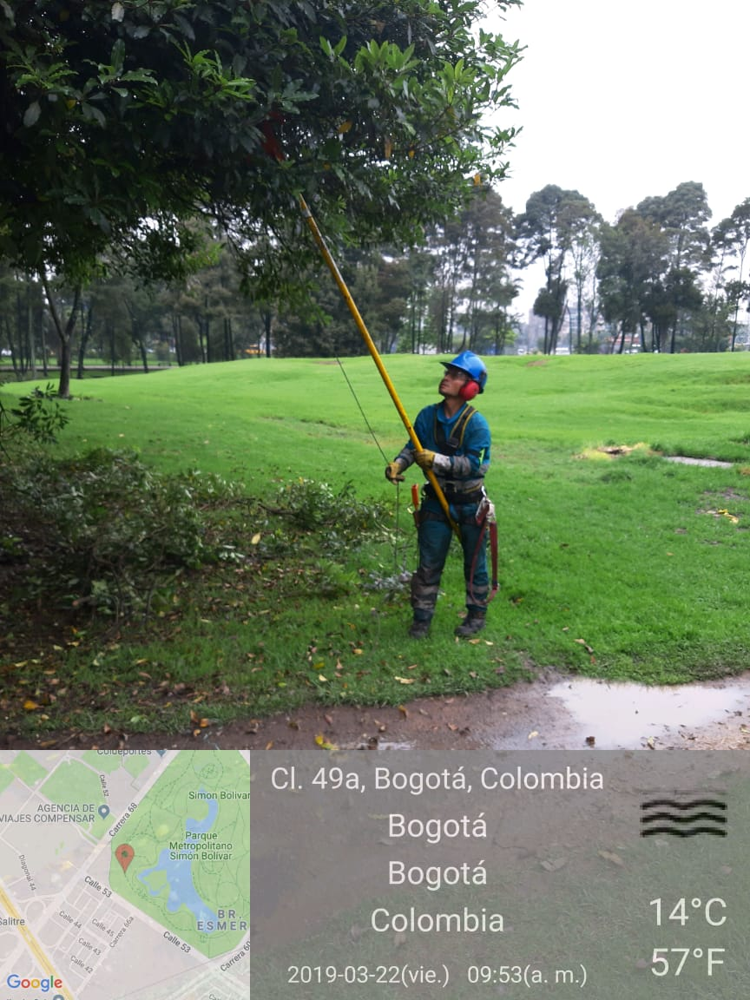 Cl. 49a, Bogotá, Colombia
Bogotá
Bogotá
Colombia
2019-03-22(vie.) 09:53(a. m.)
14°C
57°F
Coldeportes
Calle 52
AGENCIA DE
VIAJES COMPENSAR
Carrera 68
Simon Bolivar
Parque
Metropolitano
Simón Bolívar
Diagonal 44
Calle 53
Salitre
Calle 44
Calle 45
Carrera 66a
Calle 43
Calle 42
BR.
ESMER
Calle 53
Carrera 60
Google